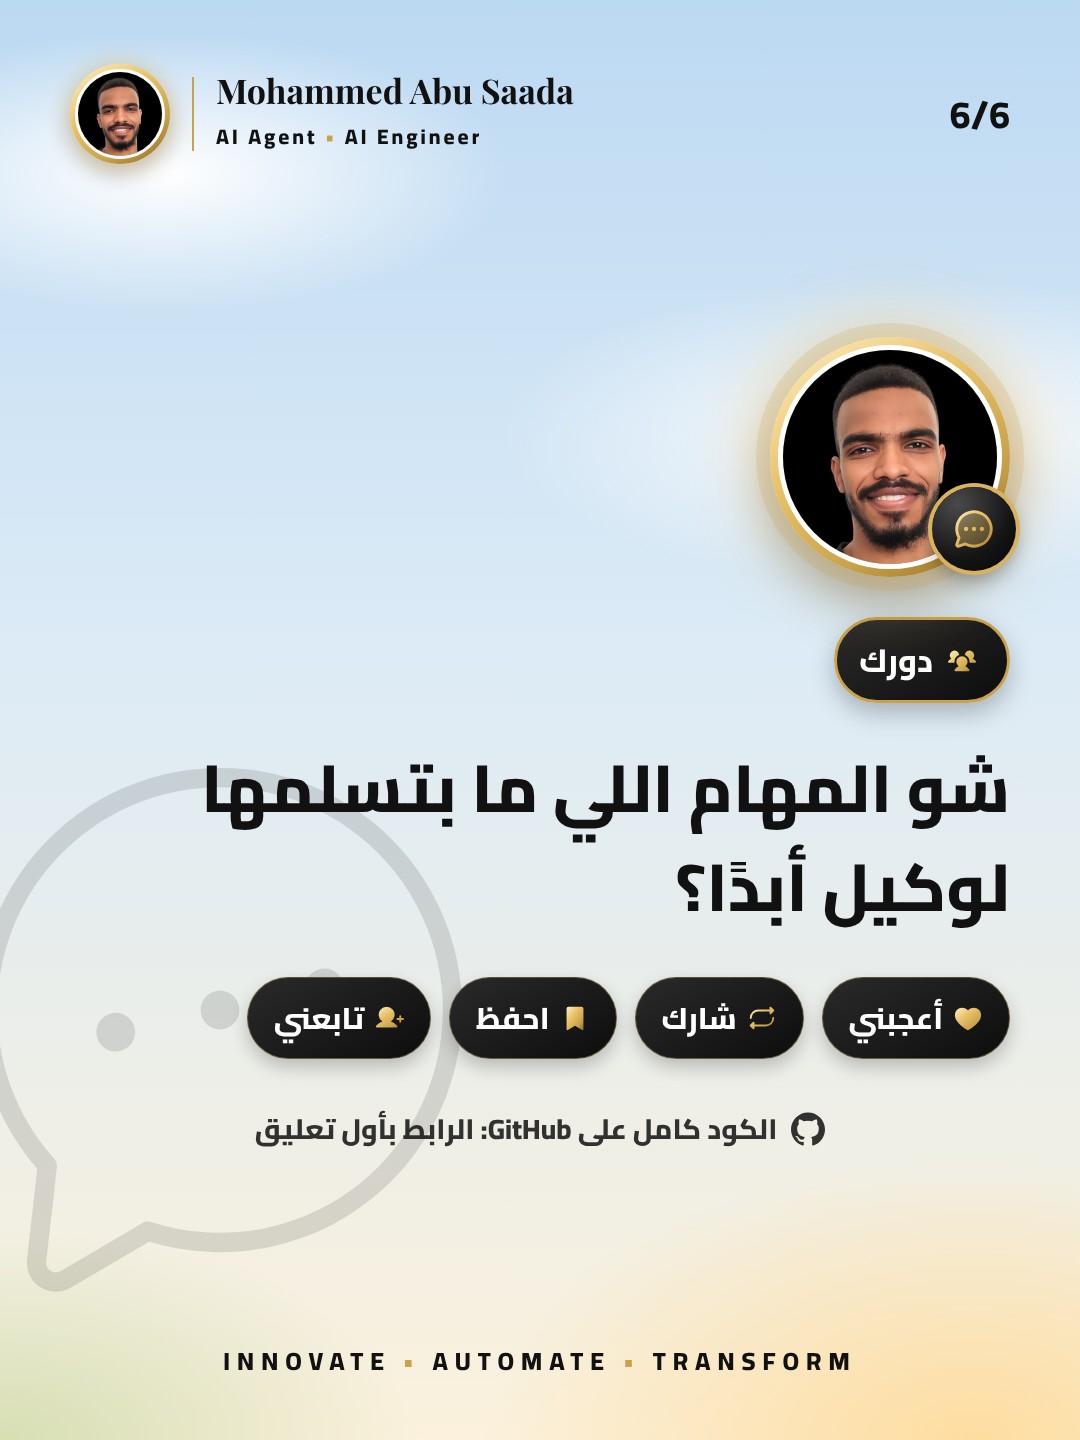 Mohammed Abu Saada
AI Agent ▪ AI Engineer
6/6
دورك
شو المهام اللي ما بتسلمها
لوكيل أبدًا؟
أعجبني
شارك
احفظ
تابعني
الكود كامل على GitHub: الرابط بأول تعليق
INNOVATE ▪ AUTOMATE ▪ TRANSFORM